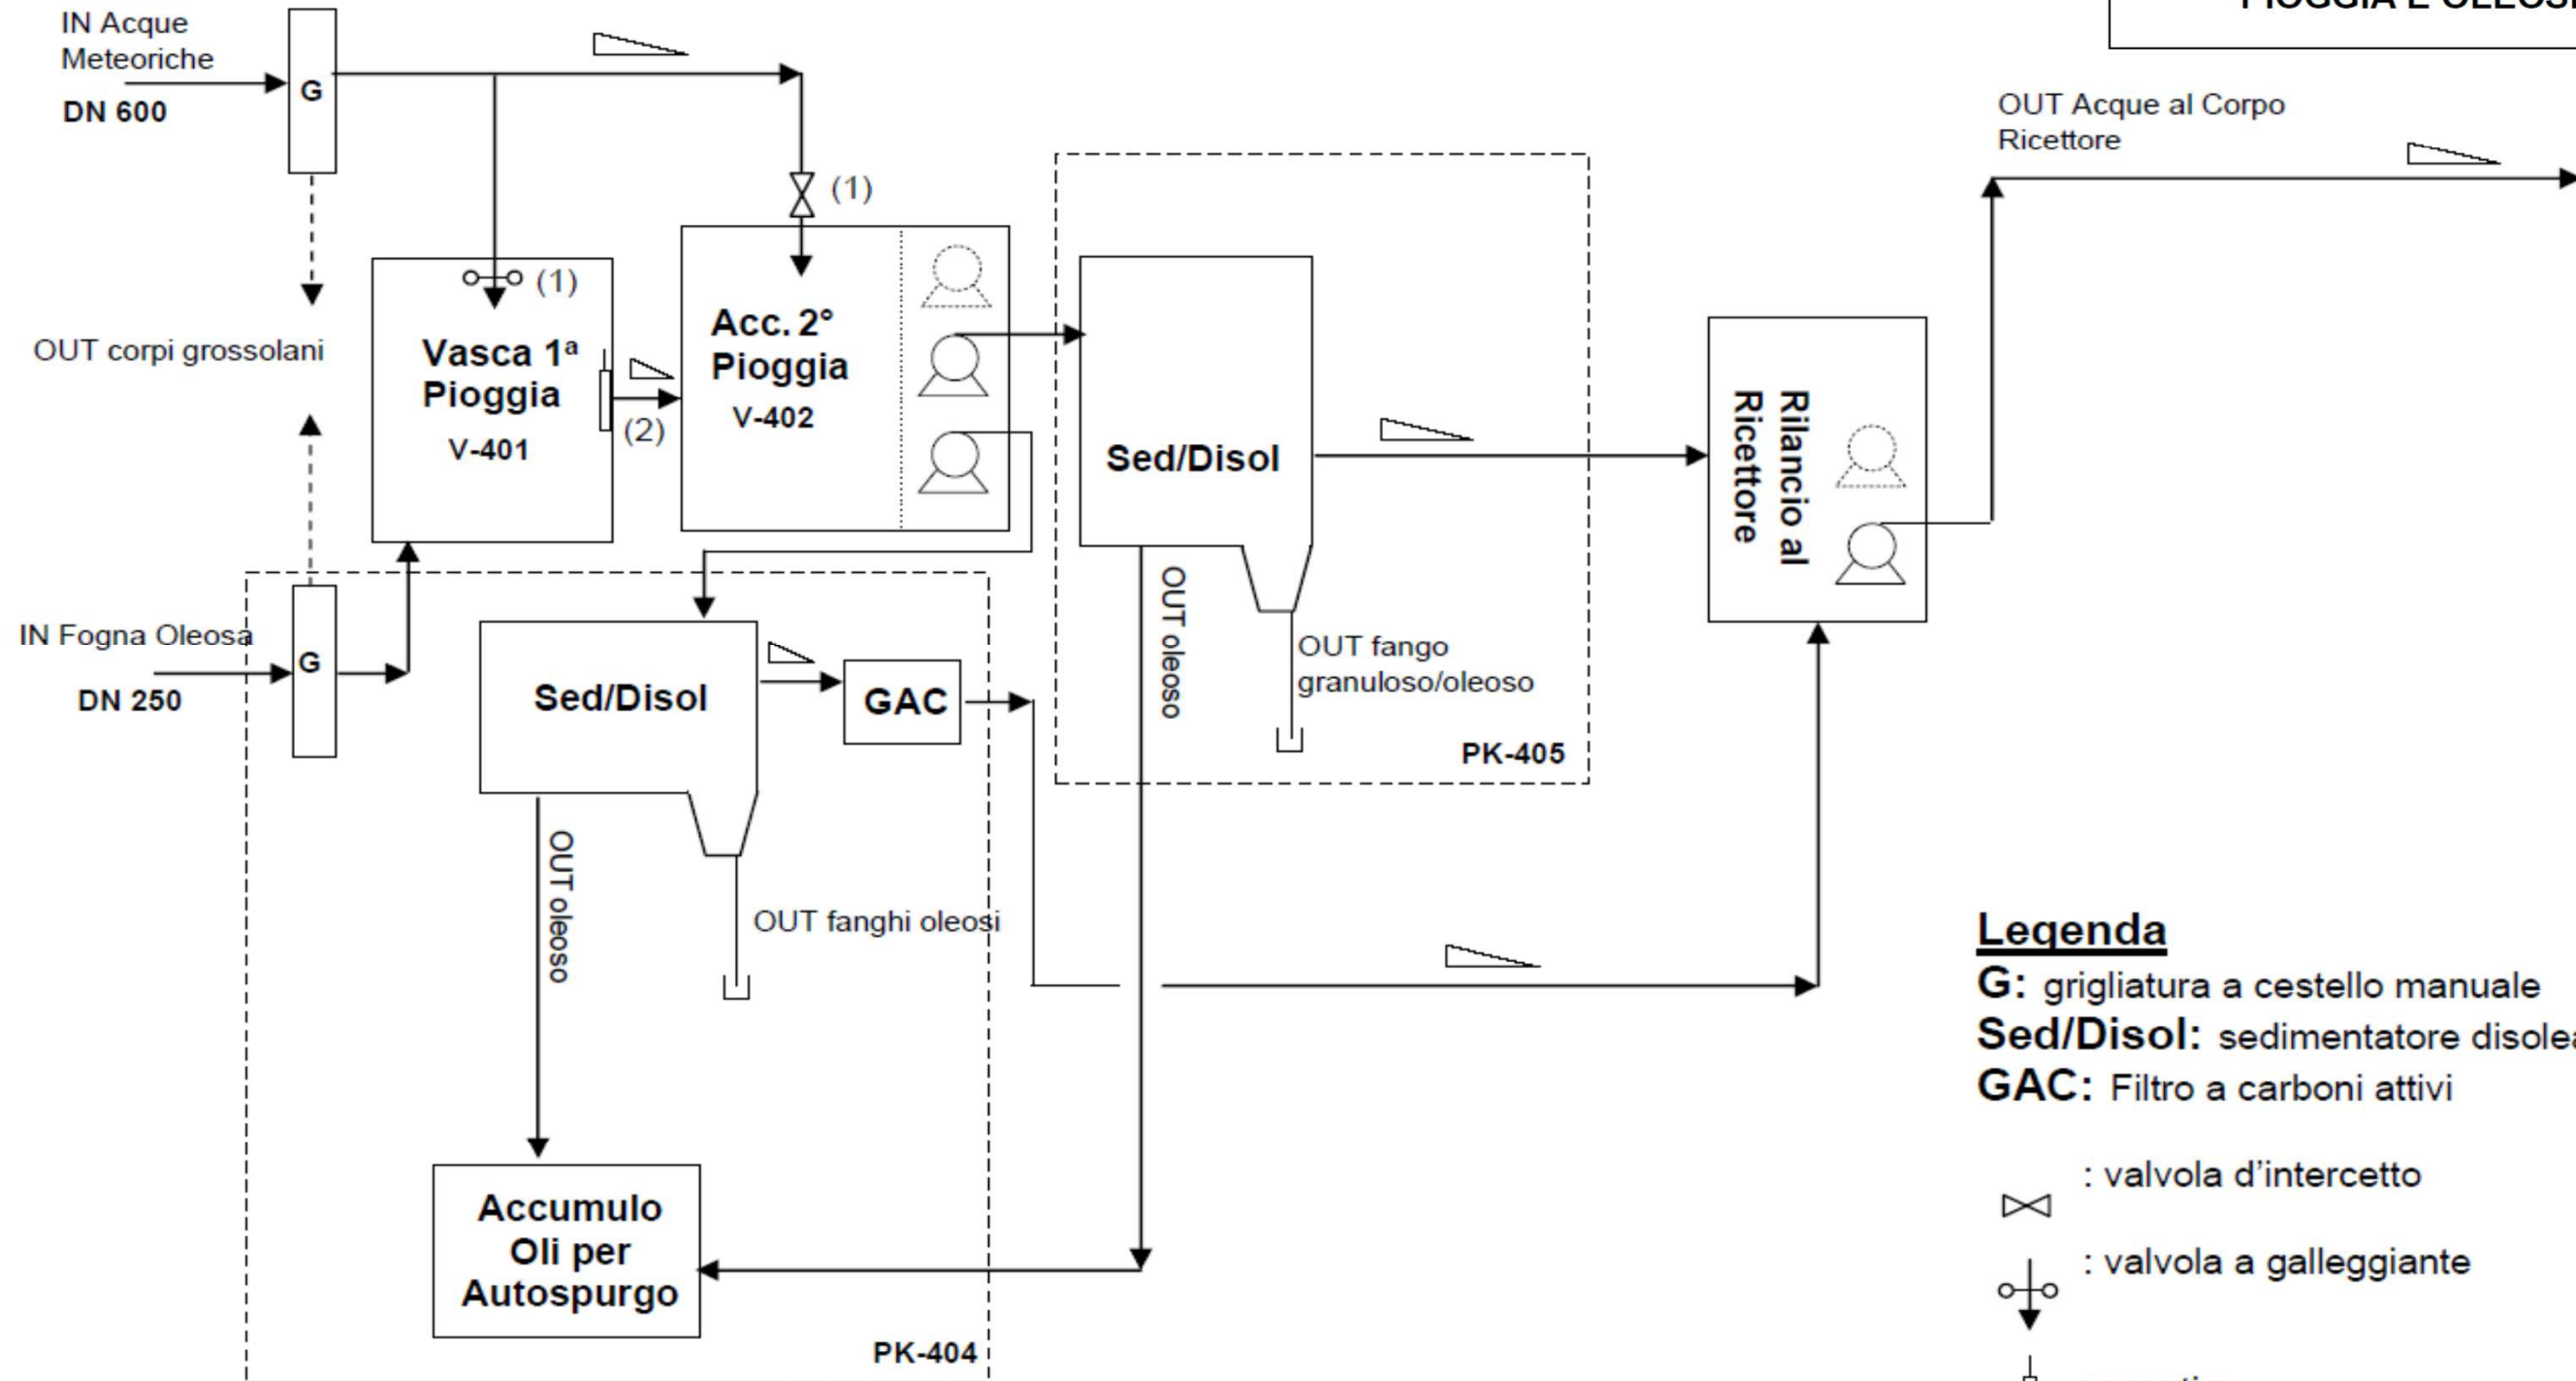 PIOGGIA E OLEOSE
IN Acque
Meteoriche
DN 600
G
OUT Acque al Corpo
Ricettore
(1)
(1)
OUT corpi grossolani
Vasca 1ª
Pioggia
V-401
(2)
Acc. 2°
Pioggia
V-402
Sed/Disol
Rilancio al
Ricettore
IN Fogna Oleosa
DN 250
G
Sed/Disol
GAC
OUT oleoso
OUT fango
granuloso/oleoso
PK-405
OUT oleoso
OUT fanghi oleosi
Accumulo
Oli per
Autospurgo
PK-404
Legenda
G: grigliatura a cestello manuale
Sed/Disol: sedimentatore
GAC: Filtro a carboni attivi
: valvola d'intercetto
: valvola a galleggiante